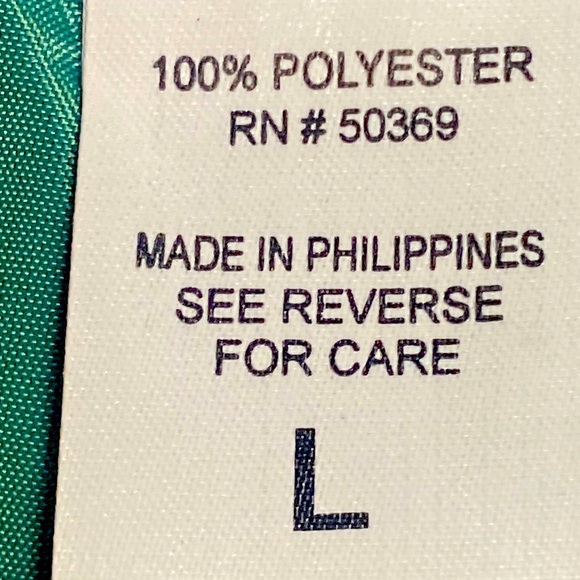 100% POLYESTER
RN # 50369
MADE IN PHILIPPINES
SEE REVERSE
FOR CARE
L